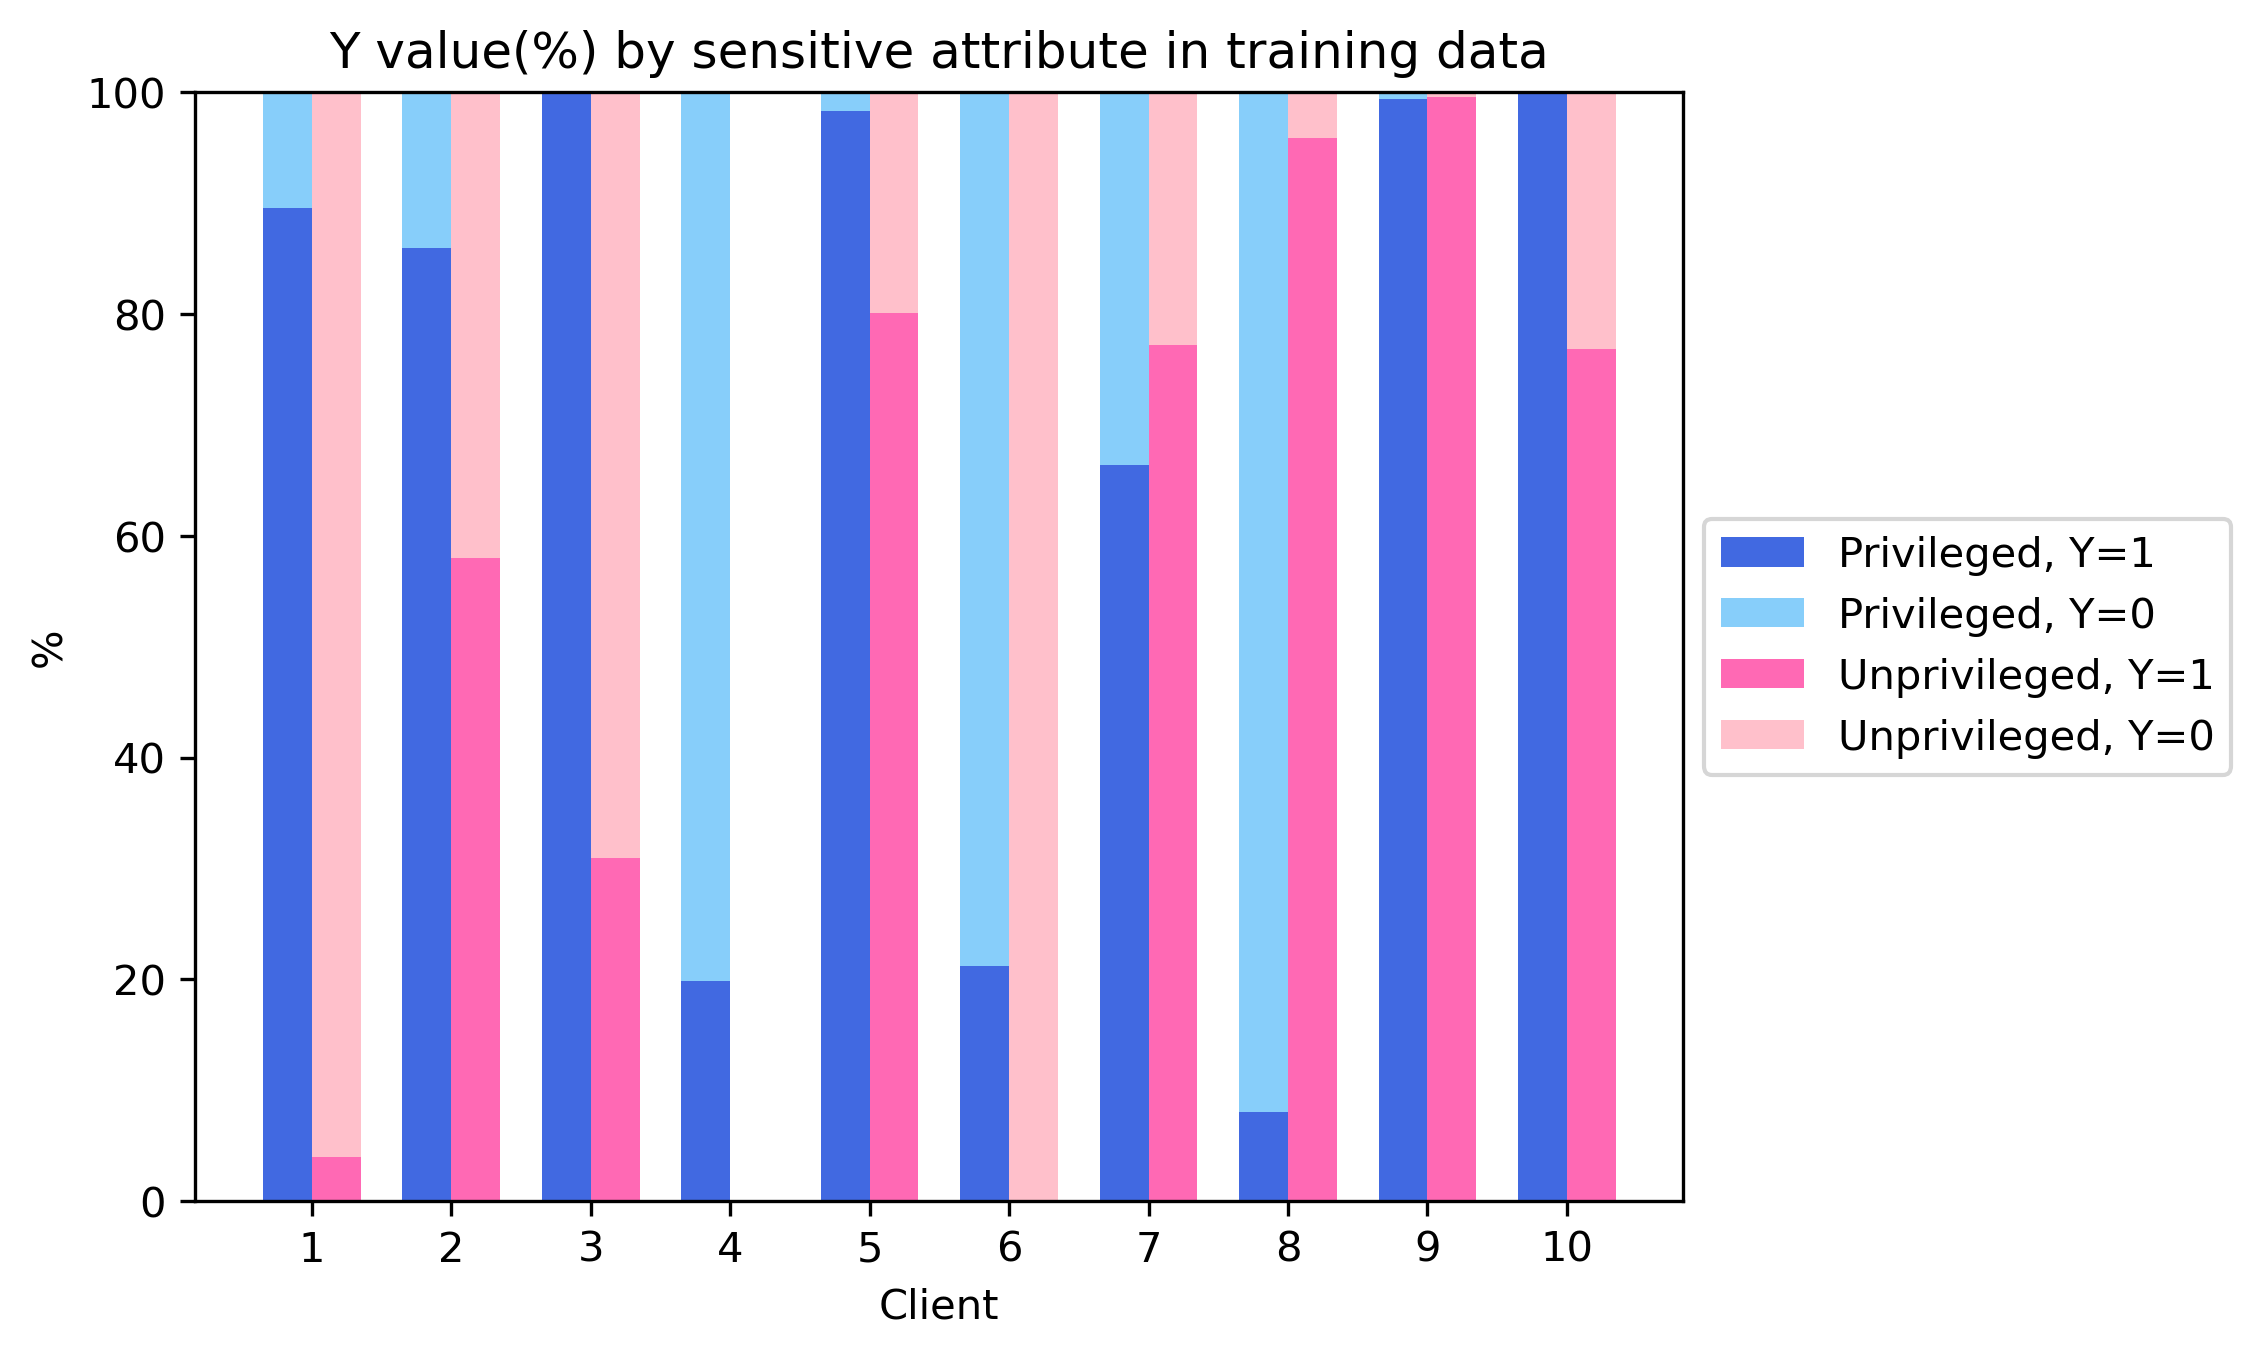 Y value(%) by sensitive attribute in training data
100
80
60
40
20
0
%
1 2 3 4 5 6 7 8 9 10
Client
Privileged, Y=1
Privileged, Y=0
Unprivileged, Y=1
Unprivileged, Y=0